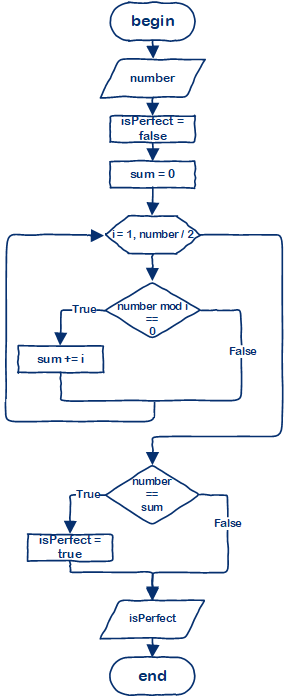 begin
number
isPerfect =
false
sum = 0
i = 1, number / 2
number mod i
==
0
True
False
sum += i
number
==
sum
True
False
isPerfect =
true
isPerfect
end